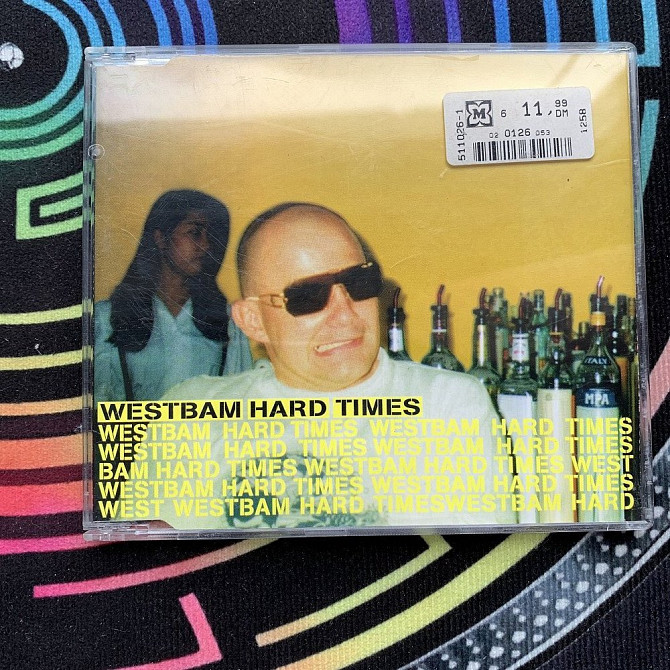 511026-1
M 6 11,99 DM
02 0126 053
1258
ITALY
MPA
WESTBAM HARD TIMES
WESTBAM HARD TIMES WESTBAM HARD TIMES
WESTBAM HARD TIMES WESTBAM HARD TIMES
BAM HARD TIMES WESTBAM HARD TIMES WEST
WESTBAM HARD TIMES WESTBAM HARD TIMES
WEST WESTBAM HARD TIMESWESTBAM HARD